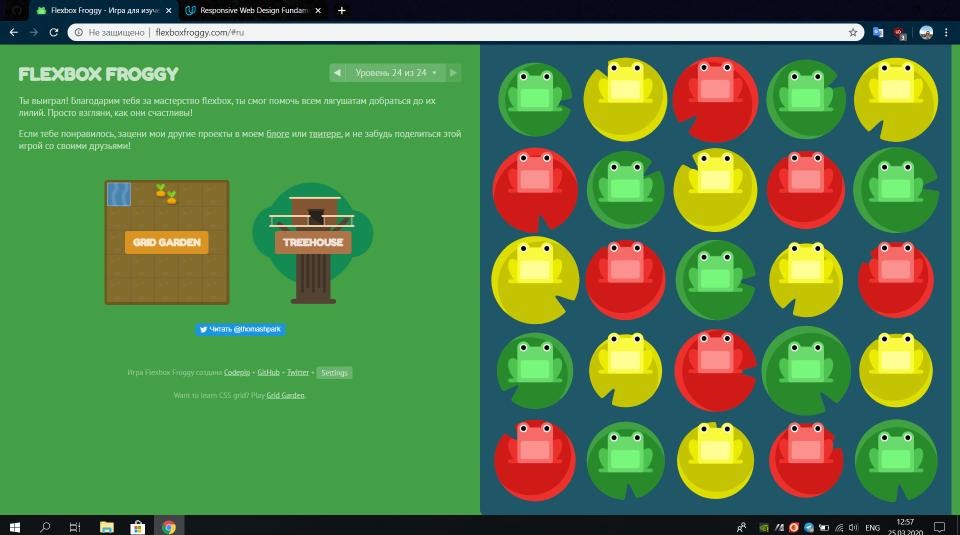 Flexbox Froggy - Игра для изуче
Responsive Web Design Fundam
Не защищено | flexboxfroggy.com/#ru
FLEXBOX FROGGY
Уровень 24 из 24
Ты выиграл! Благодарим тебя за мастерство flexbox, ты смог помочь всем лягушатам добраться до их
лилий. Просто взгляни, как они счастливы!
Если тебе понравилось, зацени мои другие проекты в моем блоге или твитере, и не забудь поделиться этой
игрой со своими друзьями!
GRID GARDEN
TREEHOUSE
Читать @thomashpark
Игра Flexbox Froggy создана Codepip • GitHub • Twitter • Settings
Want to learn CSS grid? Play Grid Garden.
ENG
12:57
25.03.2020